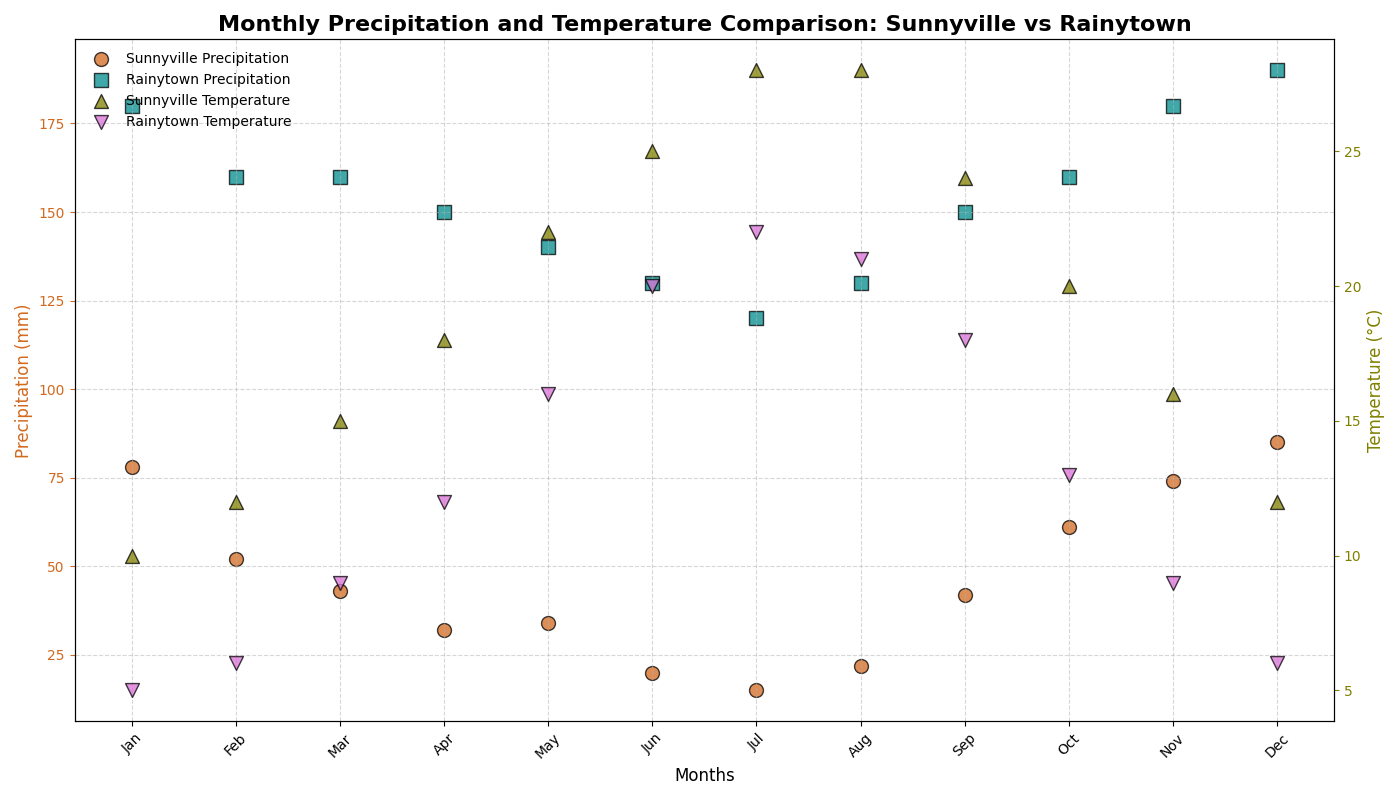 Monthly Precipitation and Temperature Comparison: Sunnyville vs Rainytown
Sunnyville Precipitation
Rainytown Precipitation
Sunnyville Temperature
Rainytown Temperature
Precipitation (mm)
175
150
125
100
75
50
25
Temperature (°C)
25
20
15
10
5
Jan
Feb
Mar
Apr
May
Jun
Jul
Aug
Sep
Oct
Nov
Dec
Months